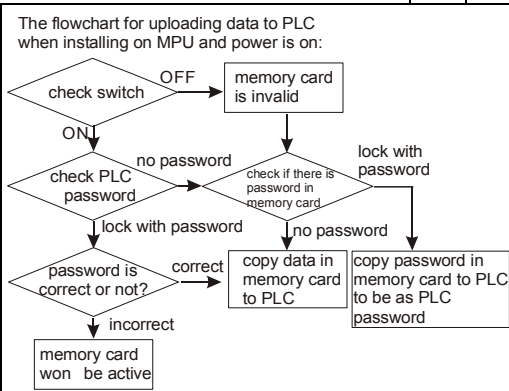 The flowchart for uploading data to PLC
when installing on MPU and power is on:
check switch
OFF
memory card
is invalid
ON
check PLC
password
no password
check if there is
password in
memory card
lock with
password
lock with password
no password
password is
correct or not?
correct
copy data in
memory card
to PLC
copy password in
memory card to PLC
to be as PLC
password
incorrect
memory card
won be active